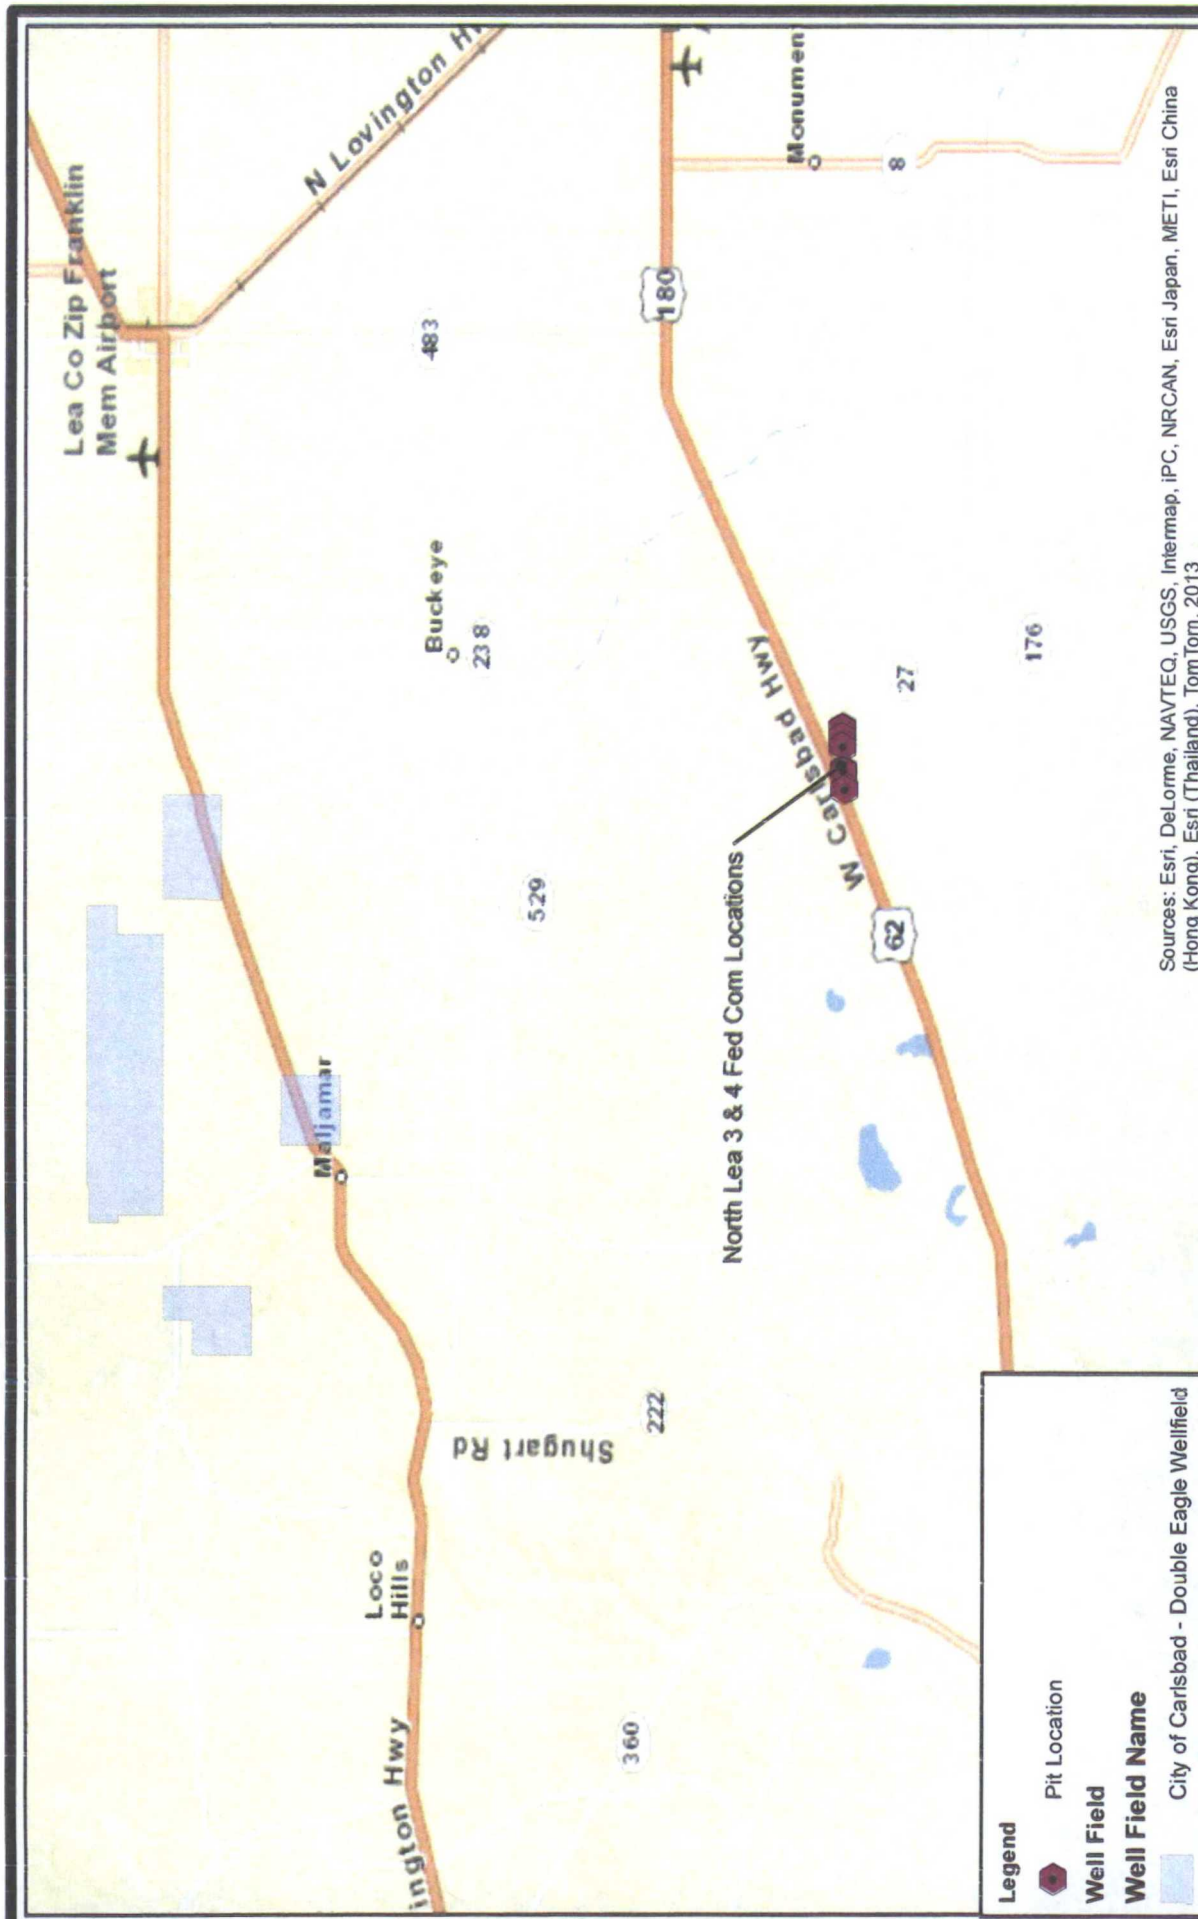 Lea Co Zip Franklin
Mem Airport
N Lovington
483
Buckeye
238
529
Maljamar
Shugart Rd
222
Loco
Hills
ington Hwy
360
180
Monumen
8
W Carlsbad Hwy
27
176
62
North Lea 3 & 4 Fed Com Locations
Legend
Pit Location
Well Field
Well Field Name
City of Carlsbad - Double Eagle Wellfield
Sources: Esri, DeLorme, NAVTEQ, USGS, Intermap, iPC, NRCAN, Esri Japan, METI, Esri China
(Hong Kong), Esri (Thailand), TomTom, 2013